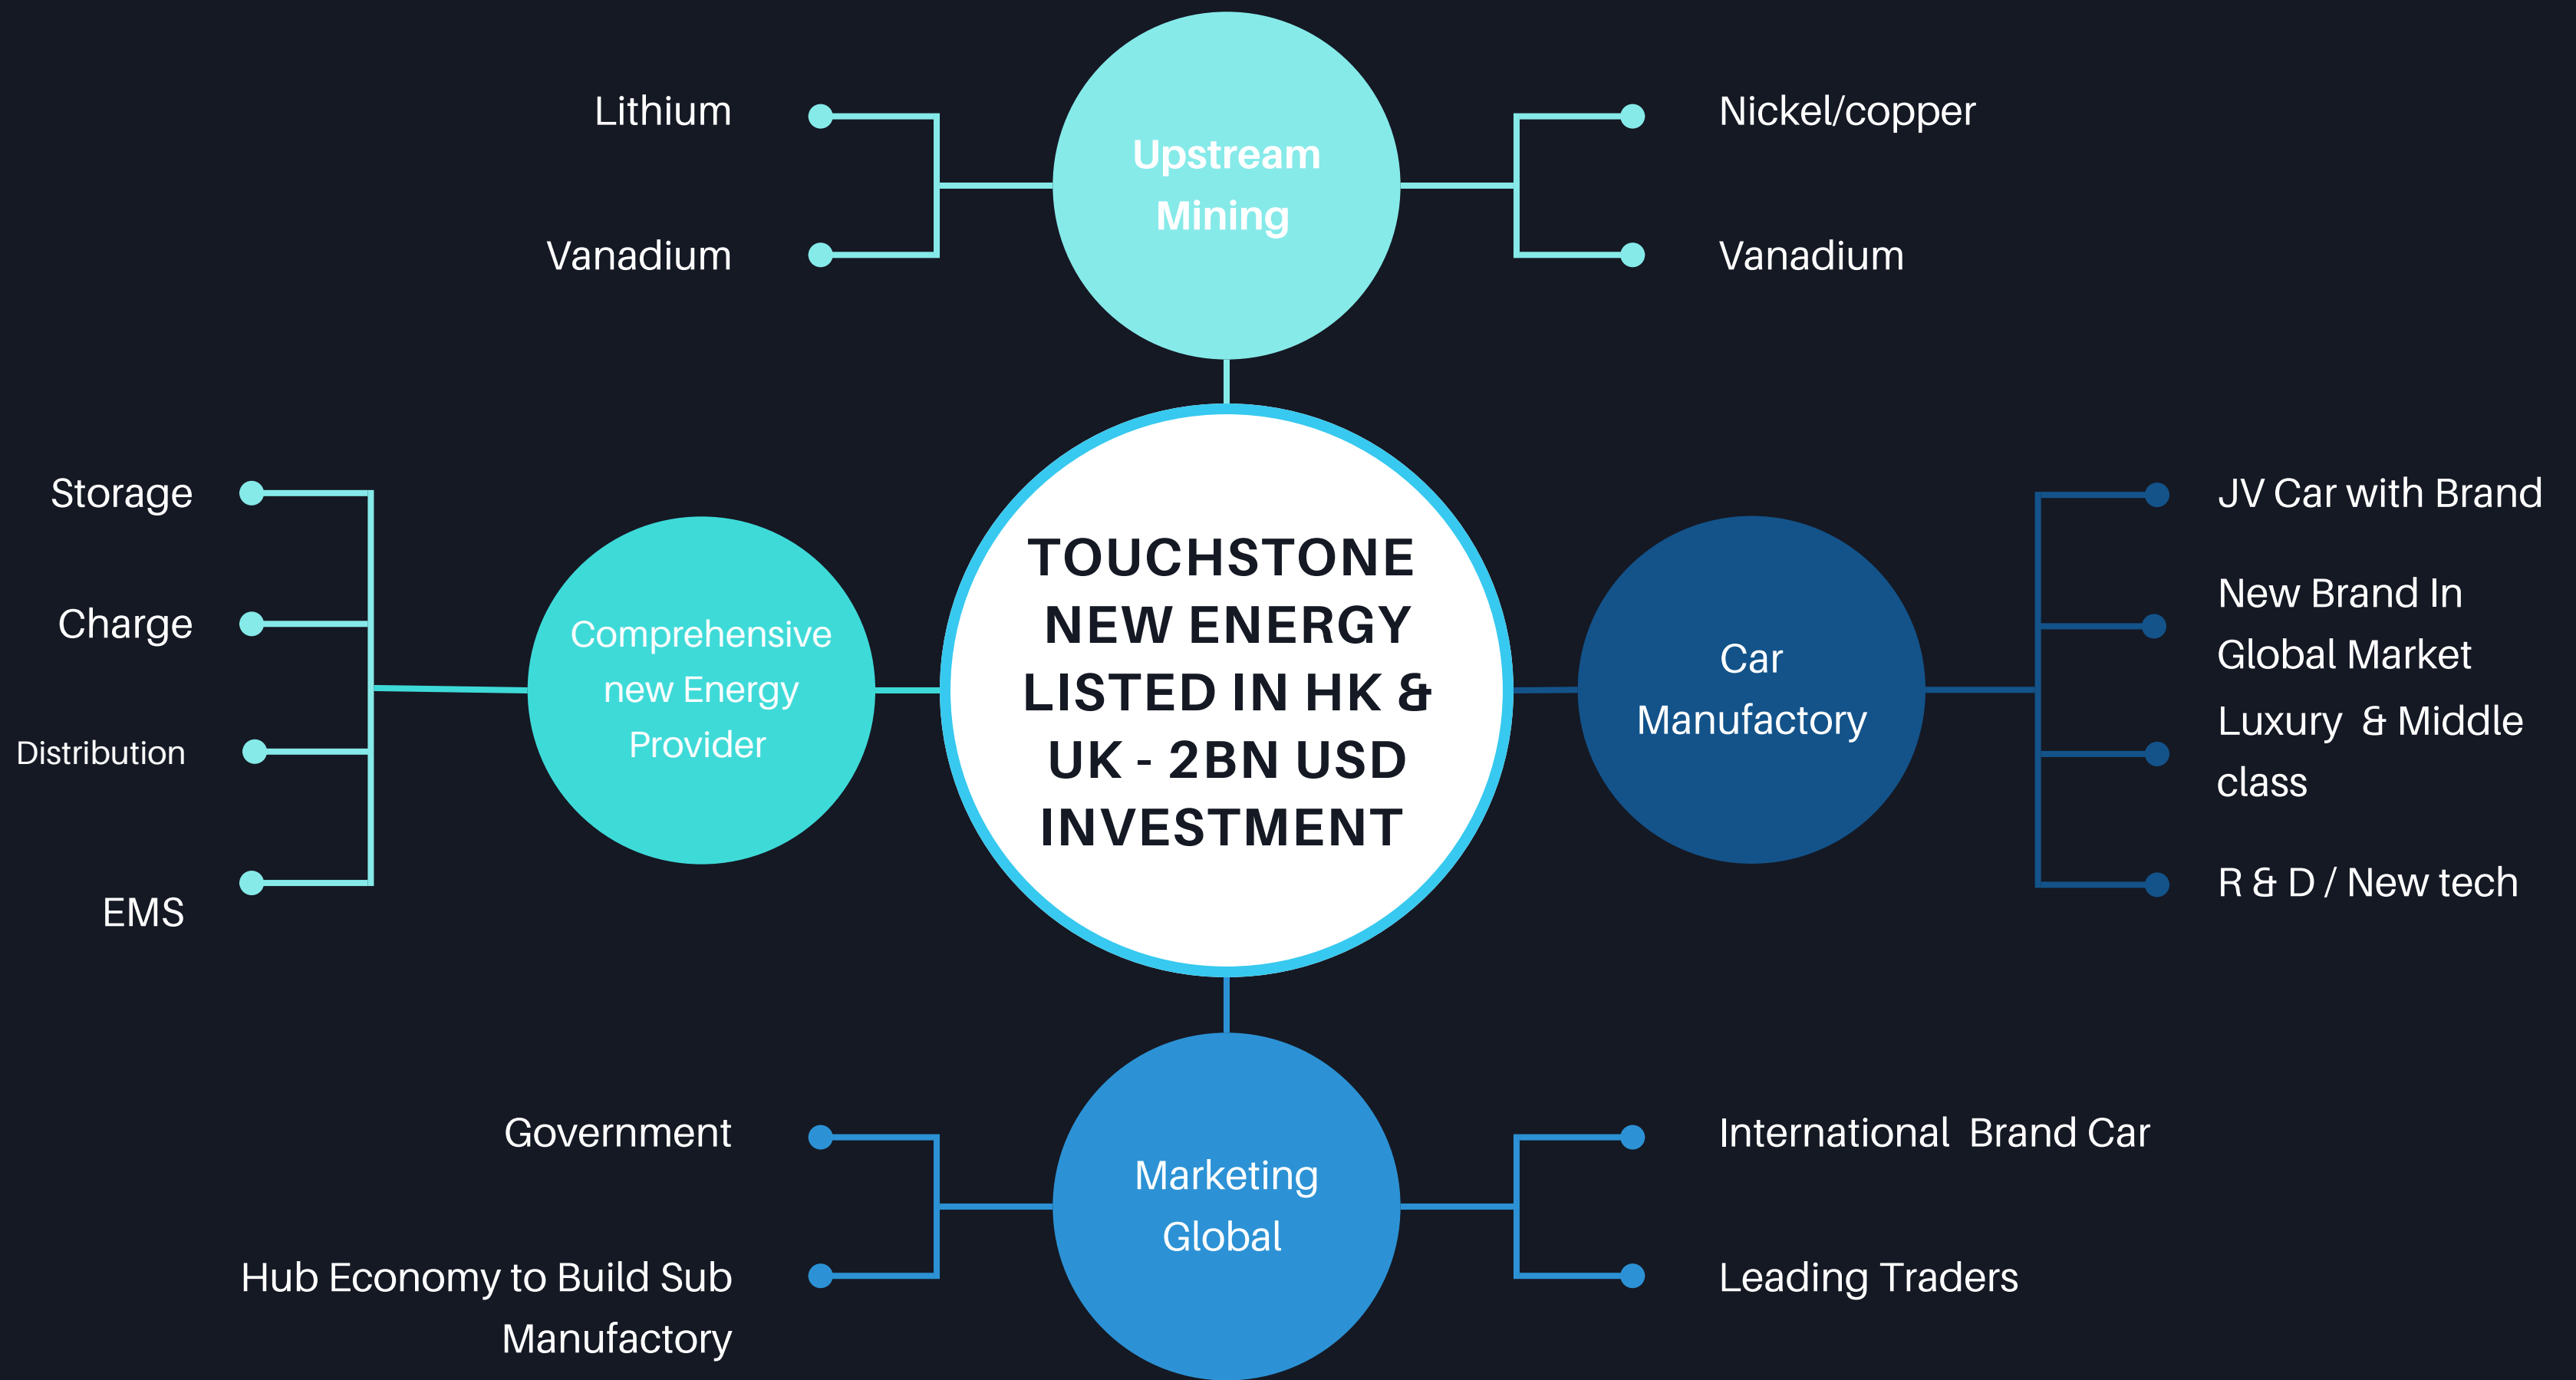 Upstream
Mining
Lithium
Vanadium
Nickel/copper
Vanadium
TOUCHSTONE
NEW ENERGY
LISTED IN HK &
UK - 2BN USD
INVESTMENT
Comprehensive
new Energy
Provider
Storage
Charge
Distribution
EMS
Car
Manufactory
JV Car with Brand
New Brand In
Global Market
Luxury & Middle
class
R & D / New tech
Marketing
Global
Government
Hub Economy to Build Sub
Manufactory
International Brand Car
Leading Traders